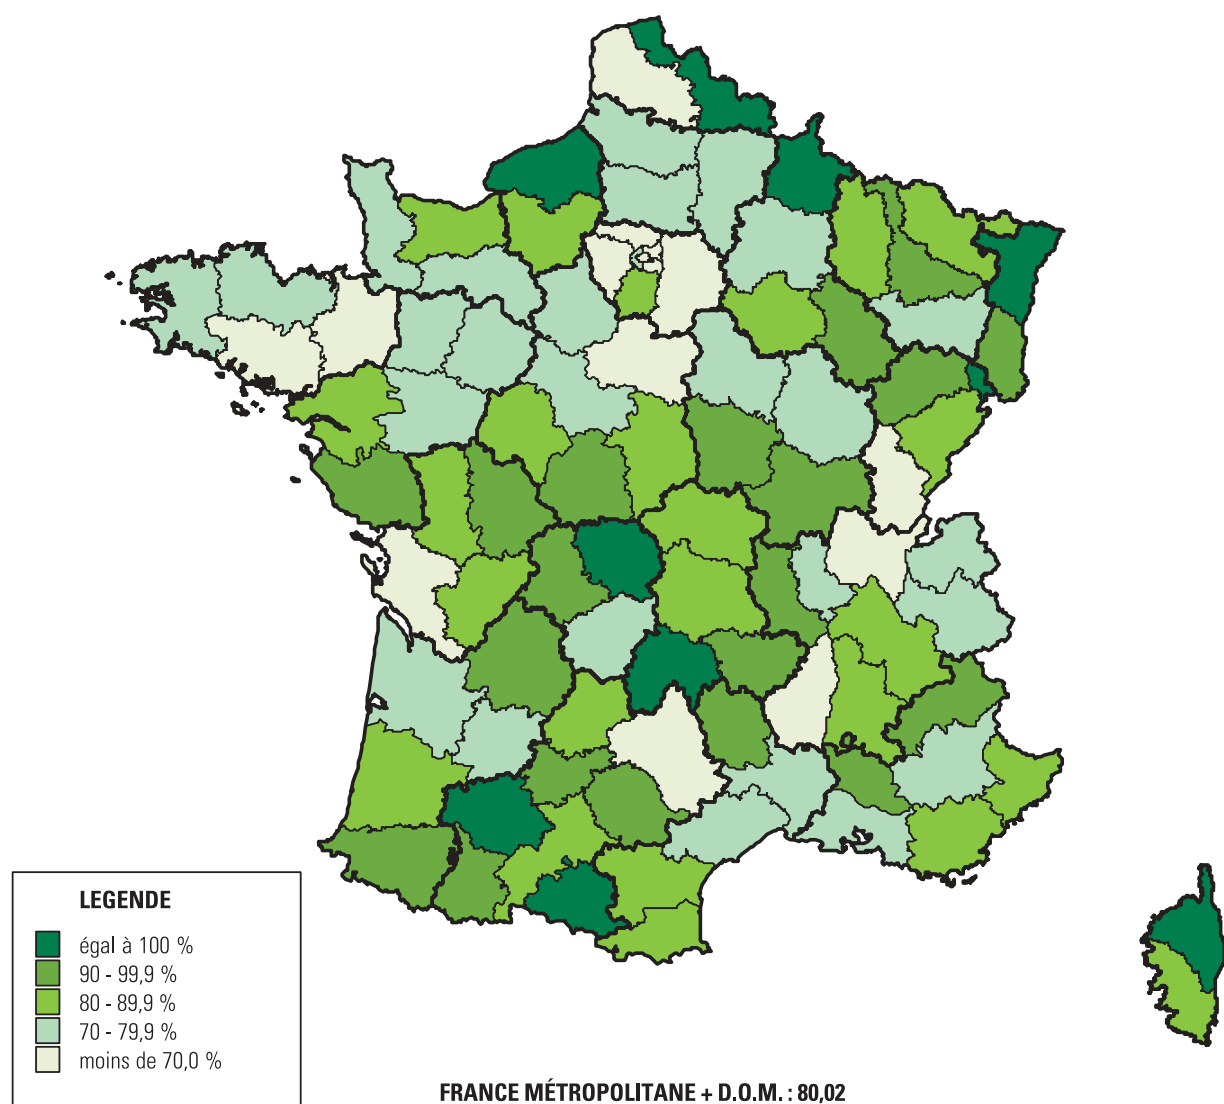 LEGENDE
égal à 100 %
90 - 99,9 %
80 - 89,9 %
70 - 79,9 %
moins de 70,0 %
FRANCE MÉTROPOLITANE + D.O.M. : 80,02